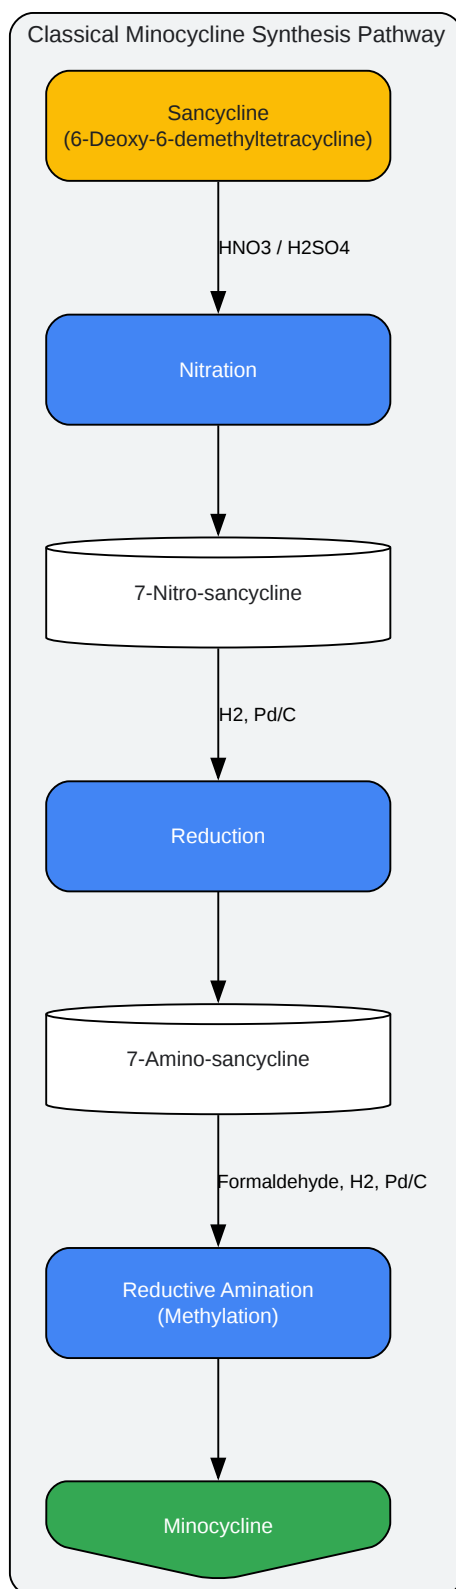 Classical Minocycline Synthesis Pathway
Sancycline
(6-Deoxy-6-demethyltetracycline)
HNO3 / H2SO4
Nitration
7-Nitro-sancycline
H2, Pd/C
Reduction
7-Amino-sancycline
Formaldehyde, H2, Pd/C
Reductive Amination
(Methylation)
Minocycline